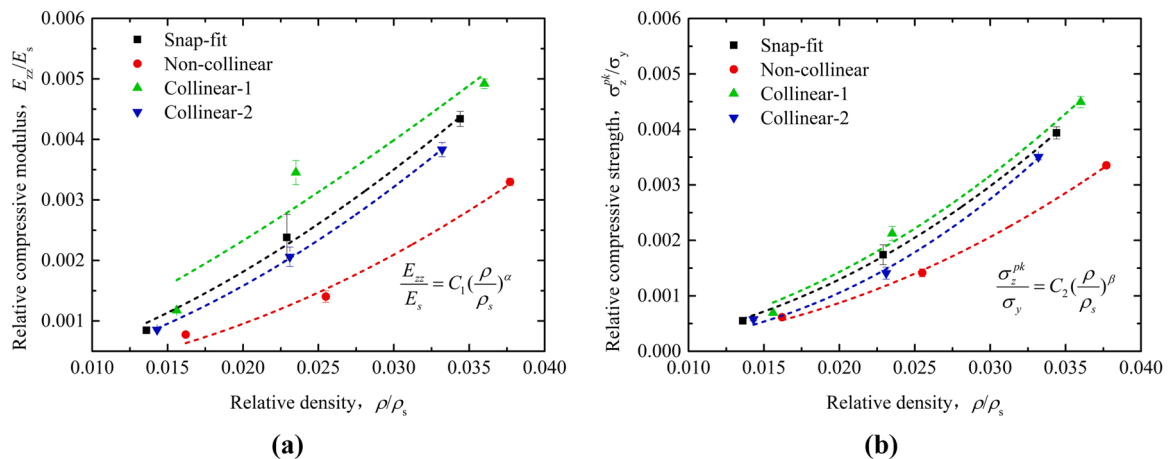 0.006
0.005
0.004
0.003
0.002
0.001
0.010 0.015 0.020 0.025 0.030 0.035 0.040
Relative compressive modulus, E_zz/E_s
Relative density, ρ/ρ_s
Snap-fit
Non-collinear
Collinear-1
Collinear-2
E_zz/E_s = C_1(ρ/ρ_s)^α
(a)
0.006
0.005
0.004
0.003
0.002
0.001
0.000
0.010 0.015 0.020 0.025 0.030 0.035 0.040
Relative compressive strength, σ_z^pk/σ_y
Relative density, ρ/ρ_s
Snap-fit
Non-collinear
Collinear-1
Collinear-2
σ_z^pk/σ_y = C_2(ρ/ρ_s)^β
(b)